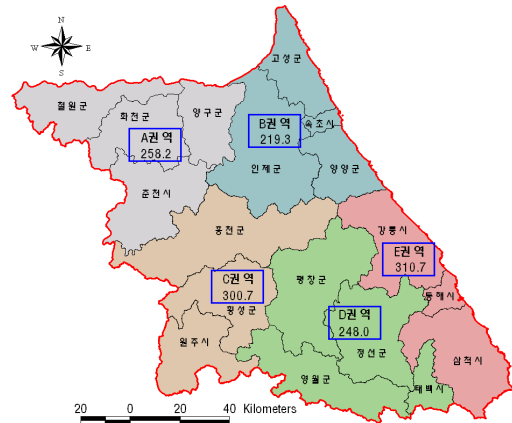 N
W
E
S
고성군
철원군
화천군
양구군
속초시
A권역
258.2
B권역
219.3
인제군
양양군
춘천시
홍천군
강릉시
E권역
310.7
평창군
C권역
300.7
횡성군
동해시
D권역
248.0
원주시
정선군
삼척시
영월군
태백시
20 0 20 40 Kilometers